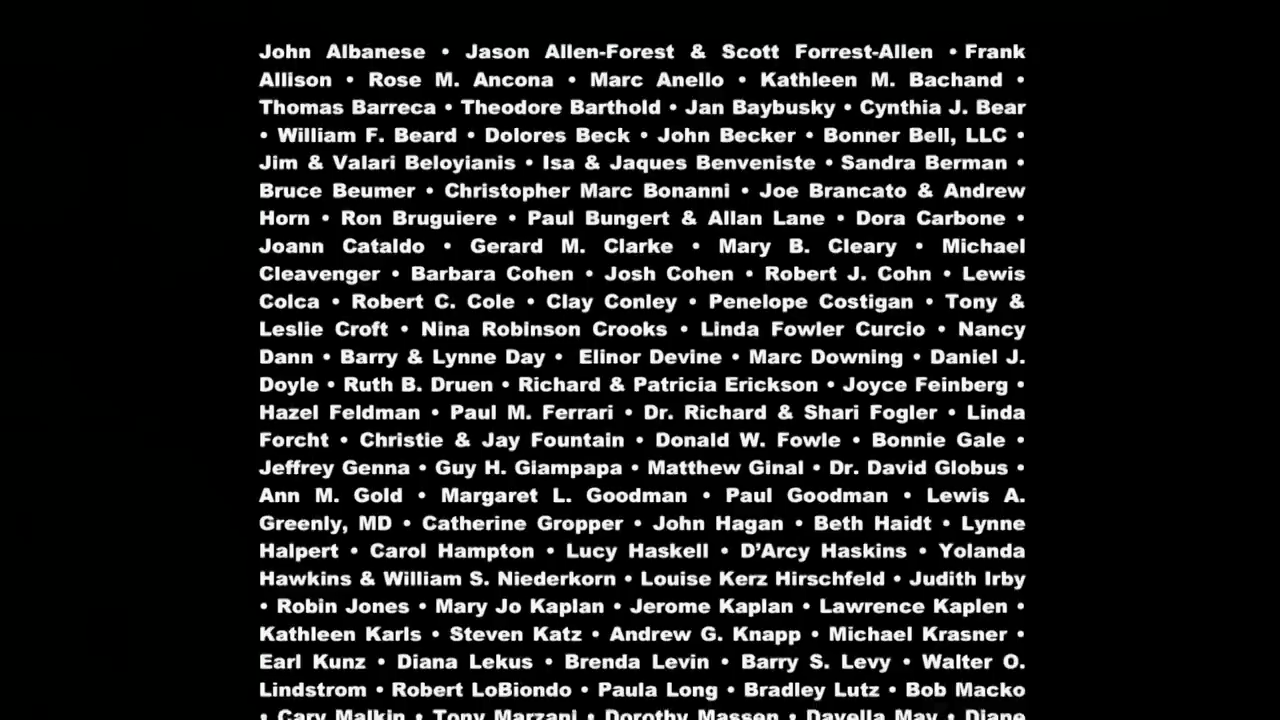 John Albanese • Jason Allen-Forest & Scott Forrest-Allen • Frank
Allison • Rose M. Ancona • Marc Anello • Kathleen M. Bachand •
Thomas Barreca • Theodore Barthold • Jan Baybusky • Cynthia J. Bear
• William F. Beard • Dolores Beck • John Becker • Bonner Bell, LLC •
Jim & Valari Beloyianis • Isa & Jaques Benveniste • Sandra Berman •
Bruce Beumer • Christopher Marc Bonanni • Joe Brancato & Andrew
Horn • Ron Bruguiere • Paul Bungert & Allan Lane • Dora Carbone •
Joann Cataldo • Gerard M. Clarke • Mary B. Cleary • Michael
Cleavenger • Barbara Cohen • Josh Cohen • Robert J. Cohn • Lewis
Colca • Robert C. Cole • Clay Conley • Penelope Costigan • Tony &
Leslie Croft • Nina Robinson Crooks • Linda Fowler Curcio • Nancy
Dann • Barry & Lynne Day • Elinor Devine • Marc Downing • Daniel J.
Doyle • Ruth B. Druen • Richard & Patricia Erickson • Joyce Feinberg •
Hazel Feldman • Paul M. Ferrari • Dr. Richard & Shari Fogler • Linda
Forcht • Christie & Jay Fountain • Donald W. Fowle • Bonnie Gale •
Jeffrey Genna • Guy H. Giampapa • Matthew Ginal • Dr. David Globus •
Ann M. Gold • Margaret L. Goodman • Paul Goodman • Lewis A.
Greenly, MD • Catherine Gropper • John Hagan • Beth Haidt • Lynne
Halpert • Carol Hampton • Lucy Haskell • D’Arcy Haskins • Yolanda
Hawkins & William S. Niederkorn • Louise Kerz Hirschfeld • Judith Irby
• Robin Jones • Mary Jo Kaplan • Jerome Kaplan • Lawrence Kaplen •
Kathleen Karls • Steven Katz • Andrew G. Knapp • Michael Krasner •
Earl Kunz • Diana Lekus • Brenda Levin • Barry S. Levy • Walter O.
Lindstrom • Robert LoBiondo • Paula Long • Bradley Lutz • Bob Macko
• Cary Malkin • Tony Marzani • Dorothy Massen • Davella May • Diane